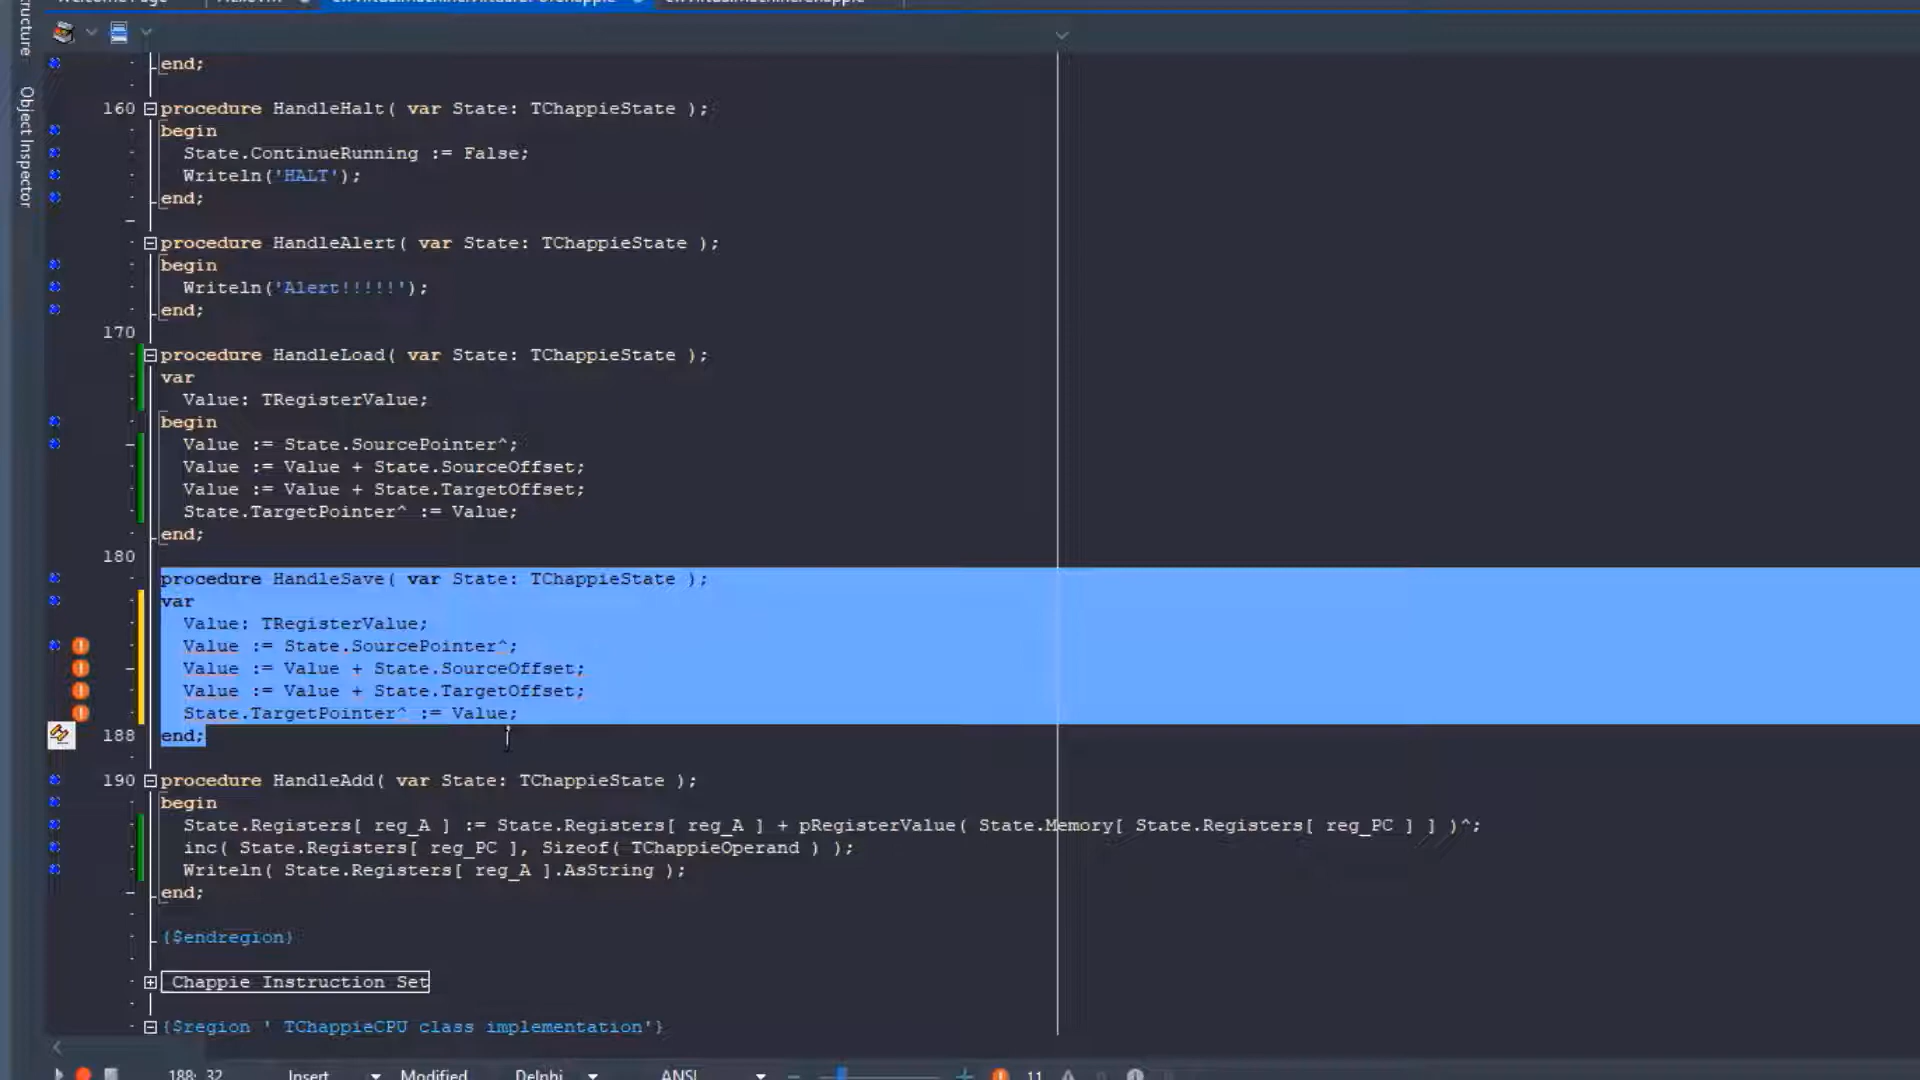 Object Inspector
end;
160 procedure HandleHalt( var State: TChappieState );
begin
State.ContinueRunning := False;
Writeln('HALT');
end;
procedure HandleAlert( var State: TChappieState );
begin
Writeln('Alert!!!!!');
end;
170
procedure HandleLoad( var State: TChappieState );
var
Value: TRegisterValue;
begin
Value := State.SourcePointer^;
Value := Value + State.SourceOffset;
Value := Value + State.TargetOffset;
State.TargetPointer^ := Value;
end;
180
procedure HandleSave( var State: TChappieState );
var
Value: TRegisterValue;
Value := State.SourcePointer^;
Value := Value + State.SourceOffset;
Value := Value + State.TargetOffset;
State.TargetPointer^ := Value;
188 end;
190 procedure HandleAdd( var State: TChappieState );
begin
State.Registers[ reg_A ] := State.Registers[ reg_A ] + pRegisterValue( State.Memory[ State.Registers[ reg_PC ] ] )^;
inc( State.Registers[ reg_PC ], Sizeof( TChappieOperand ) );
Writeln( State.Registers[ reg_A ].AsString );
end;
{$endregion}
Chappie Instruction Set
{$region ' TChappieCPU class implementation'}
188: 32 Insert Modified Delphi ANSI 11